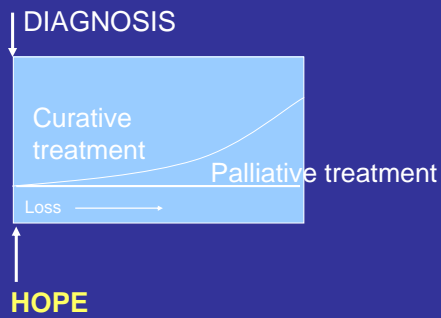 DIAGNOSIS
Curative
treatment
Palliative treatment
Loss
HOPE